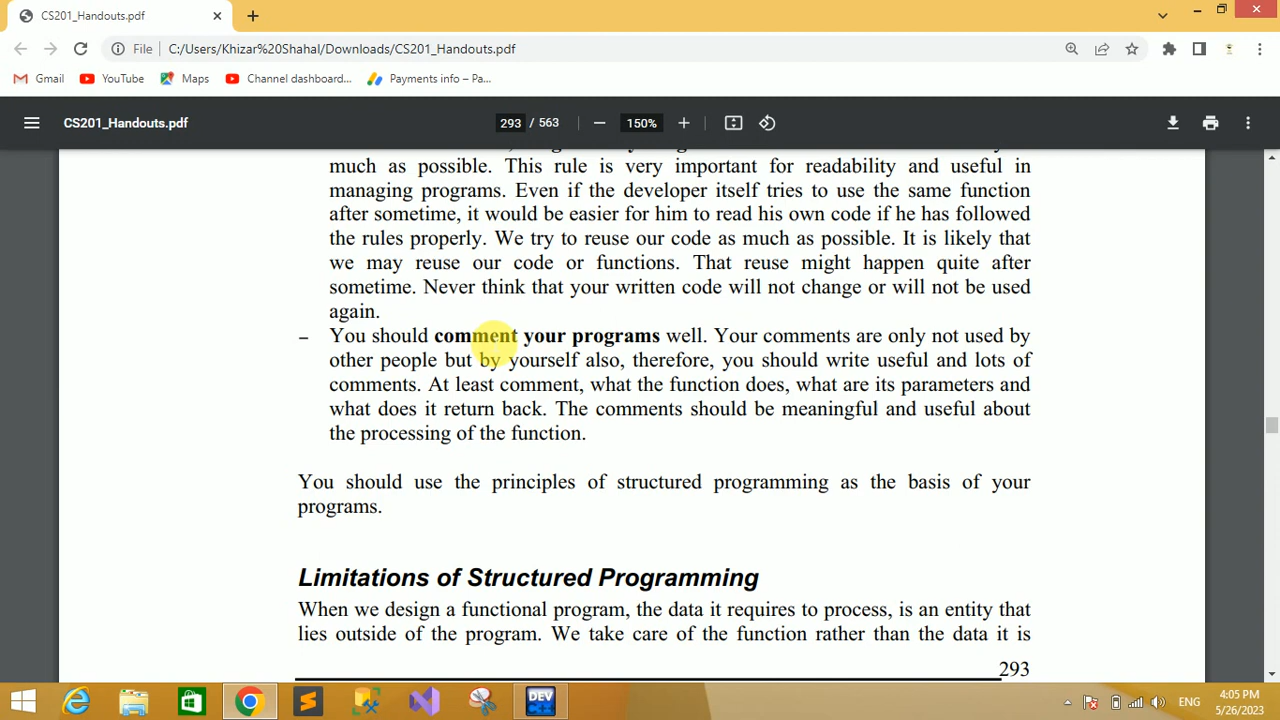 CS201_Handouts.pdf
File C:/Users/Khizar%20Shahal/Downloads/CS201_Handouts.pdf
Gmail YouTube Maps Channel dashboard... Payments info – Pa...
CS201_Handouts.pdf 293 / 563 150%
much as possible. This rule is very important for readability and useful in
managing programs. Even if the developer itself tries to use the same function
after sometime, it would be easier for him to read his own code if he has followed
the rules properly. We try to reuse our code as much as possible. It is likely that
we may reuse our code or functions. That reuse might happen quite after
sometime. Never think that your written code will not change or will not be used
again.
– You should comment your programs well. Your comments are only not used by
other people but by yourself also, therefore, you should write useful and lots of
comments. At least comment, what the function does, what are its parameters and
what does it return back. The comments should be meaningful and useful about
the processing of the function.
You should use the principles of structured programming as the basis of your
programs.
Limitations of Structured Programming
When we design a functional program, the data it requires to process, is an entity that
lies outside of the program. We take care of the function rather than the data it is
293
DEV
ENG
4:05 PM
5/26/2023